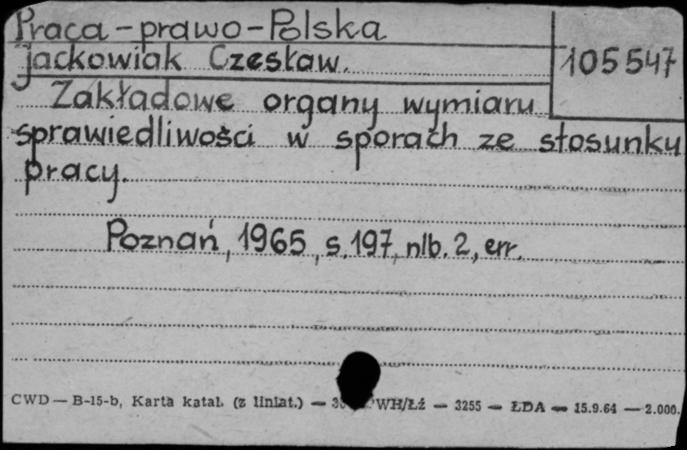 Praca-prawo-Polska
Jackowiak Czesław.
105547
Zakładowe organy wymiaru
sprawiedliwości w sporach ze stosunku
pracy.
Poznań, 1965, s. 197, nlb. 2, err.
CWD — B-15-b, Karta katal. (z liniat.) — WH/Łź — 3255 — ŁDA — 15.9.64 — 2.000.